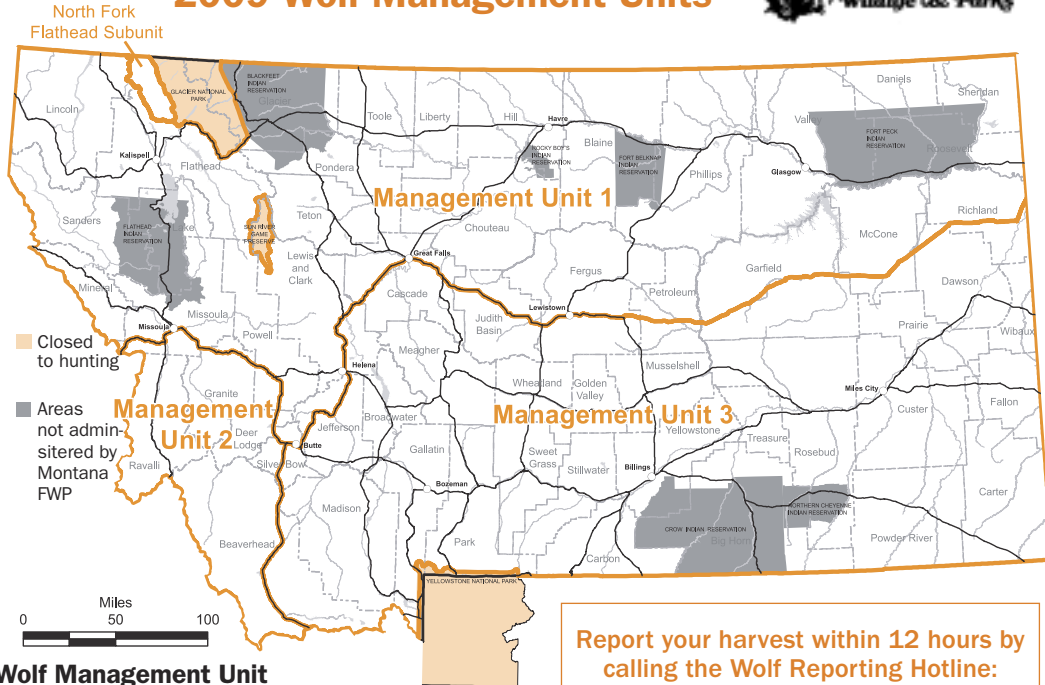 2009 Wolf Management Units
Wildlife & Parks
North Fork
Flathead Subunit
GLACIER NATIONAL
PARK
BLACKFEET
INDIAN
RESERVATION
Glacier
Lincoln
Toole
Liberty
Hill
Havre
Blaine
Daniels
Sheridan
Valley
FORT PECK
INDIAN
RESERVATION
Roosevelt
Kalispell
Flathead
Pondera
ROCKY BOY'S
INDIAN
RESERVATION
FORT BELKNAP
INDIAN
RESERVATION
Phillips
Glasgow
Management Unit 1
Richland
Sanders
FLATHEAD
INDIAN
RESERVATION
Lake
SUN RIVER
GAME
PRESERVE
Teton
Chouteau
McCone
Lewis
and
Clark
Great Falls
Fergus
Garfield
Mineral
Cascade
Petroleum
Dawson
Missoula
Missoula
Powell
Judith
Basin
Lewistown
Prairie
Wibaux
Closed
to hunting
Helena
Meagher
Musselshell
Granite
Wheatland
Golden
Valley
Miles City
Areas
not admin-
sitered by
Montana
FWP
Management
Unit 2
Deer
Lodge
Jefferson
Broadwater
Management Unit 3
Custer
Fallon
Ravalli
Silver Bow
Butte
Gallatin
Sweet
Grass
Stillwater
Billings
Yellowstone
Treasure
Rosebud
Bozeman
Madison
Carter
CROW INDIAN RESERVATION
Big Horn
NORTHERN CHEYENNE
INDIAN RESERVATION
Beaverhead
Park
Carbon
Powder River
YELLOWSTONE NATIONAL PARK
Miles
0 50 100
Wolf Management Unit
Report your harvest within 12 hours by
calling the Wolf Reporting Hotline: